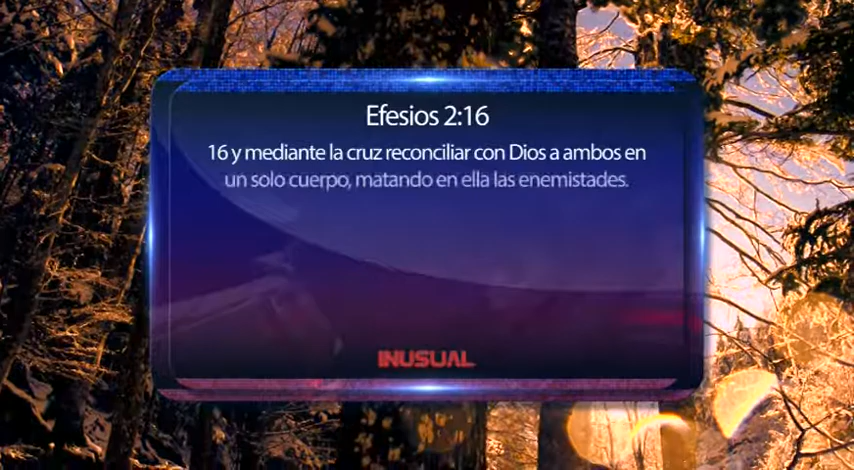 Efesios 2:16
16 y mediante la cruz reconciliar con Dios a ambos en
un solo cuerpo, matando en ella las enemistades.
INUSUAL